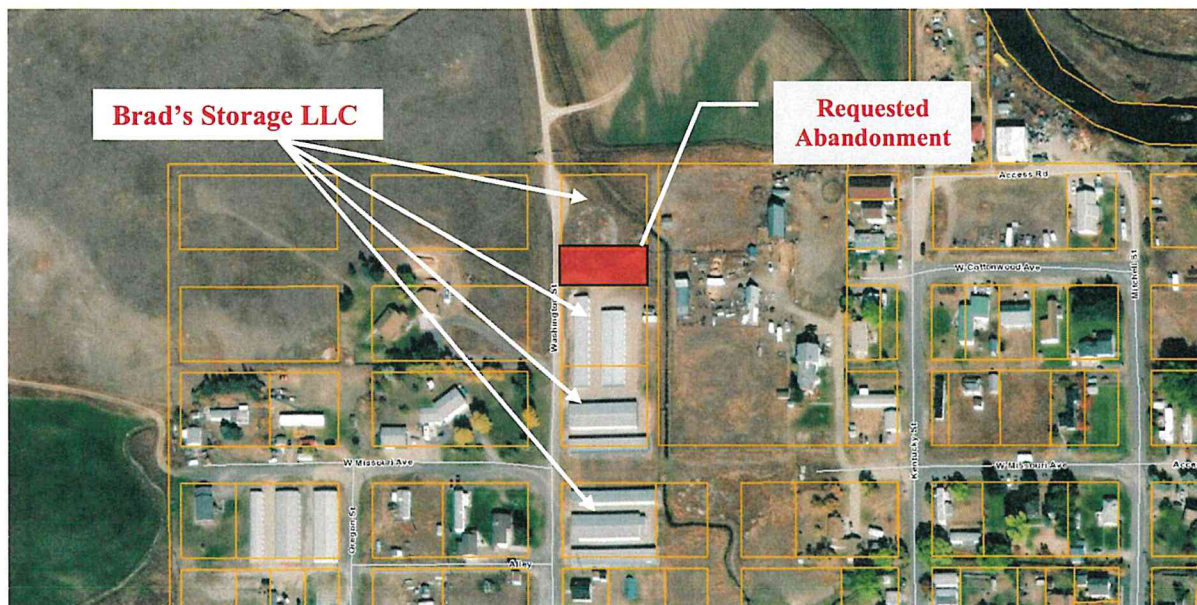 Brad's Storage LLC
Requested
Abandonment
Access Rd
W Cottonwood Ave
Mitchell St
Washington St
Kentucky St
W Missouri Ave
W Missouri Ave
Acce
Oregon St
Alley